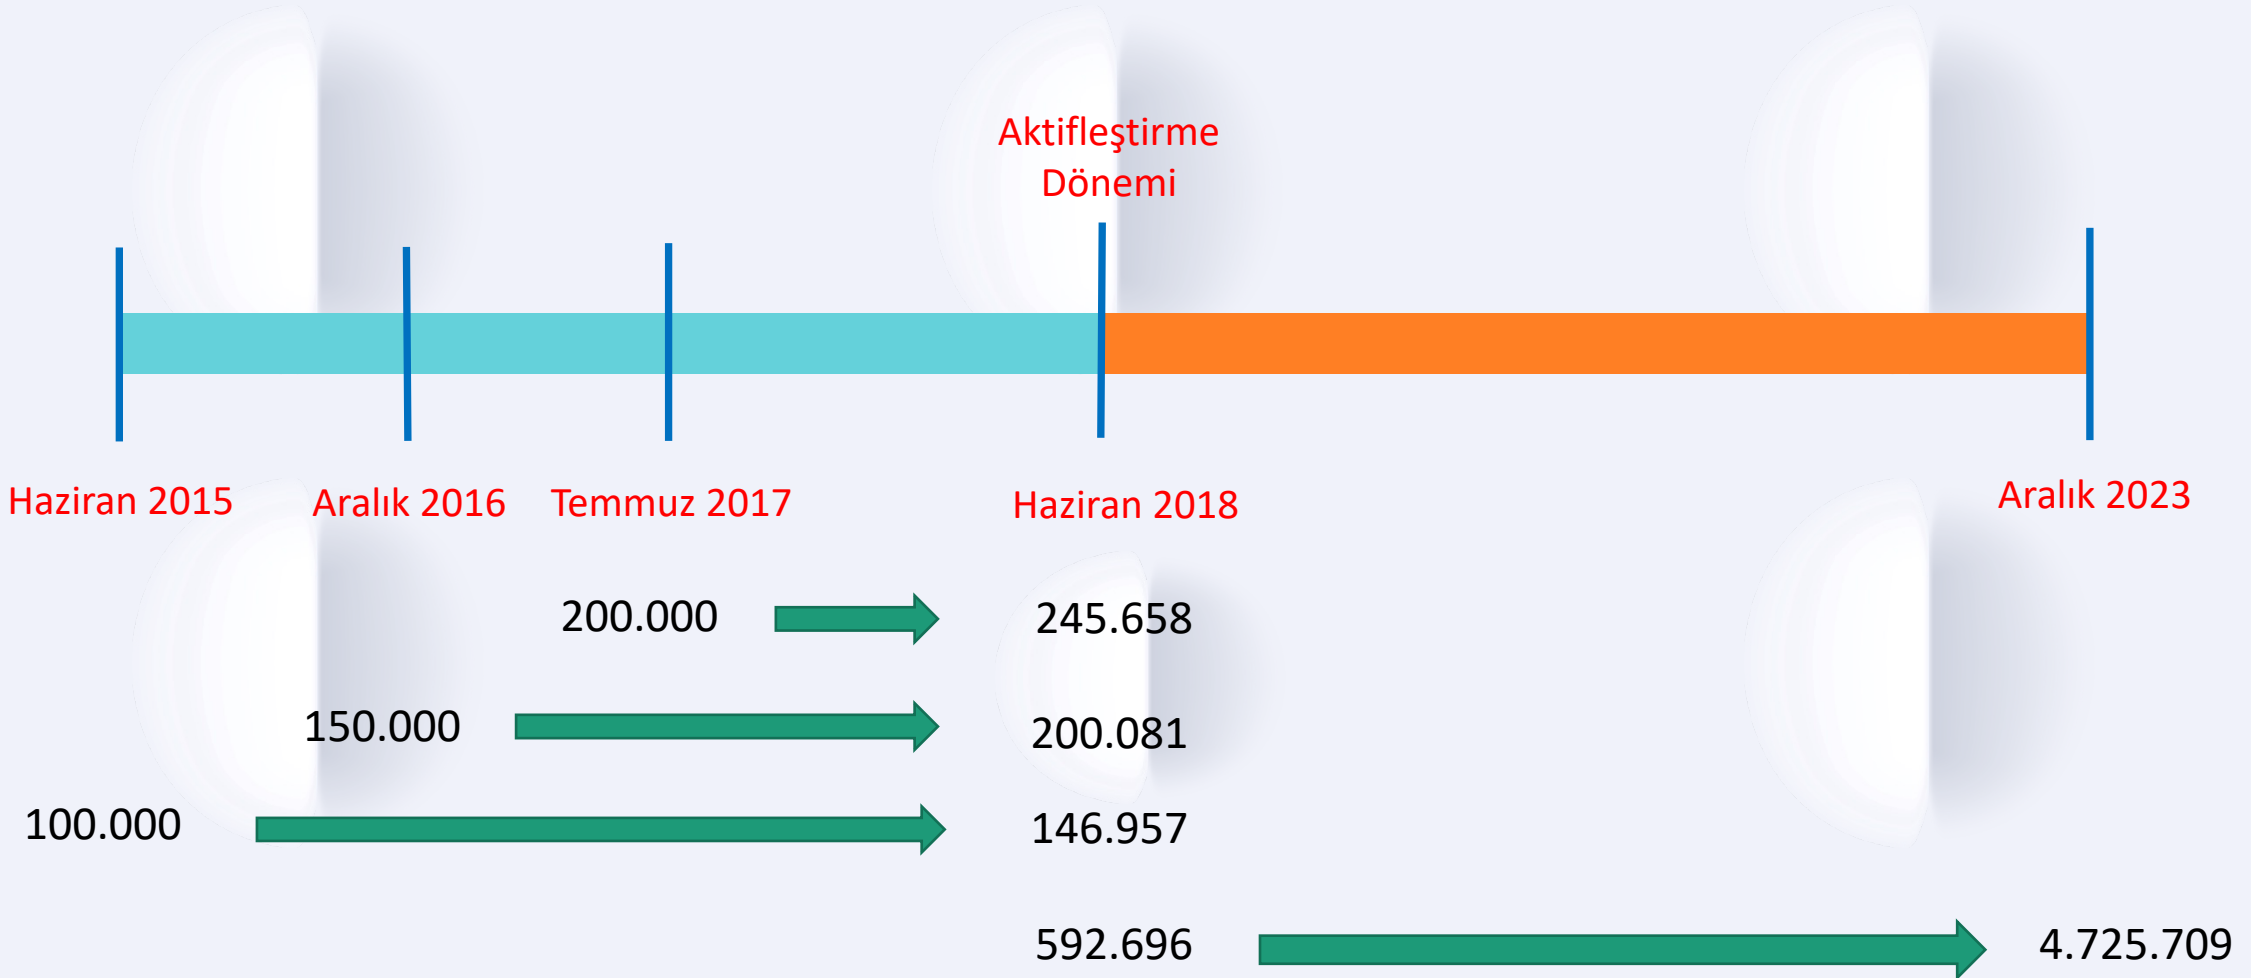 Aktifleştirme
Dönemi
Haziran 2015
Aralık 2016
Temmuz 2017
Haziran 2018
Aralık 2023
200.000
245.658
150.000
200.081
100.000
146.957
592.696
4.725.709